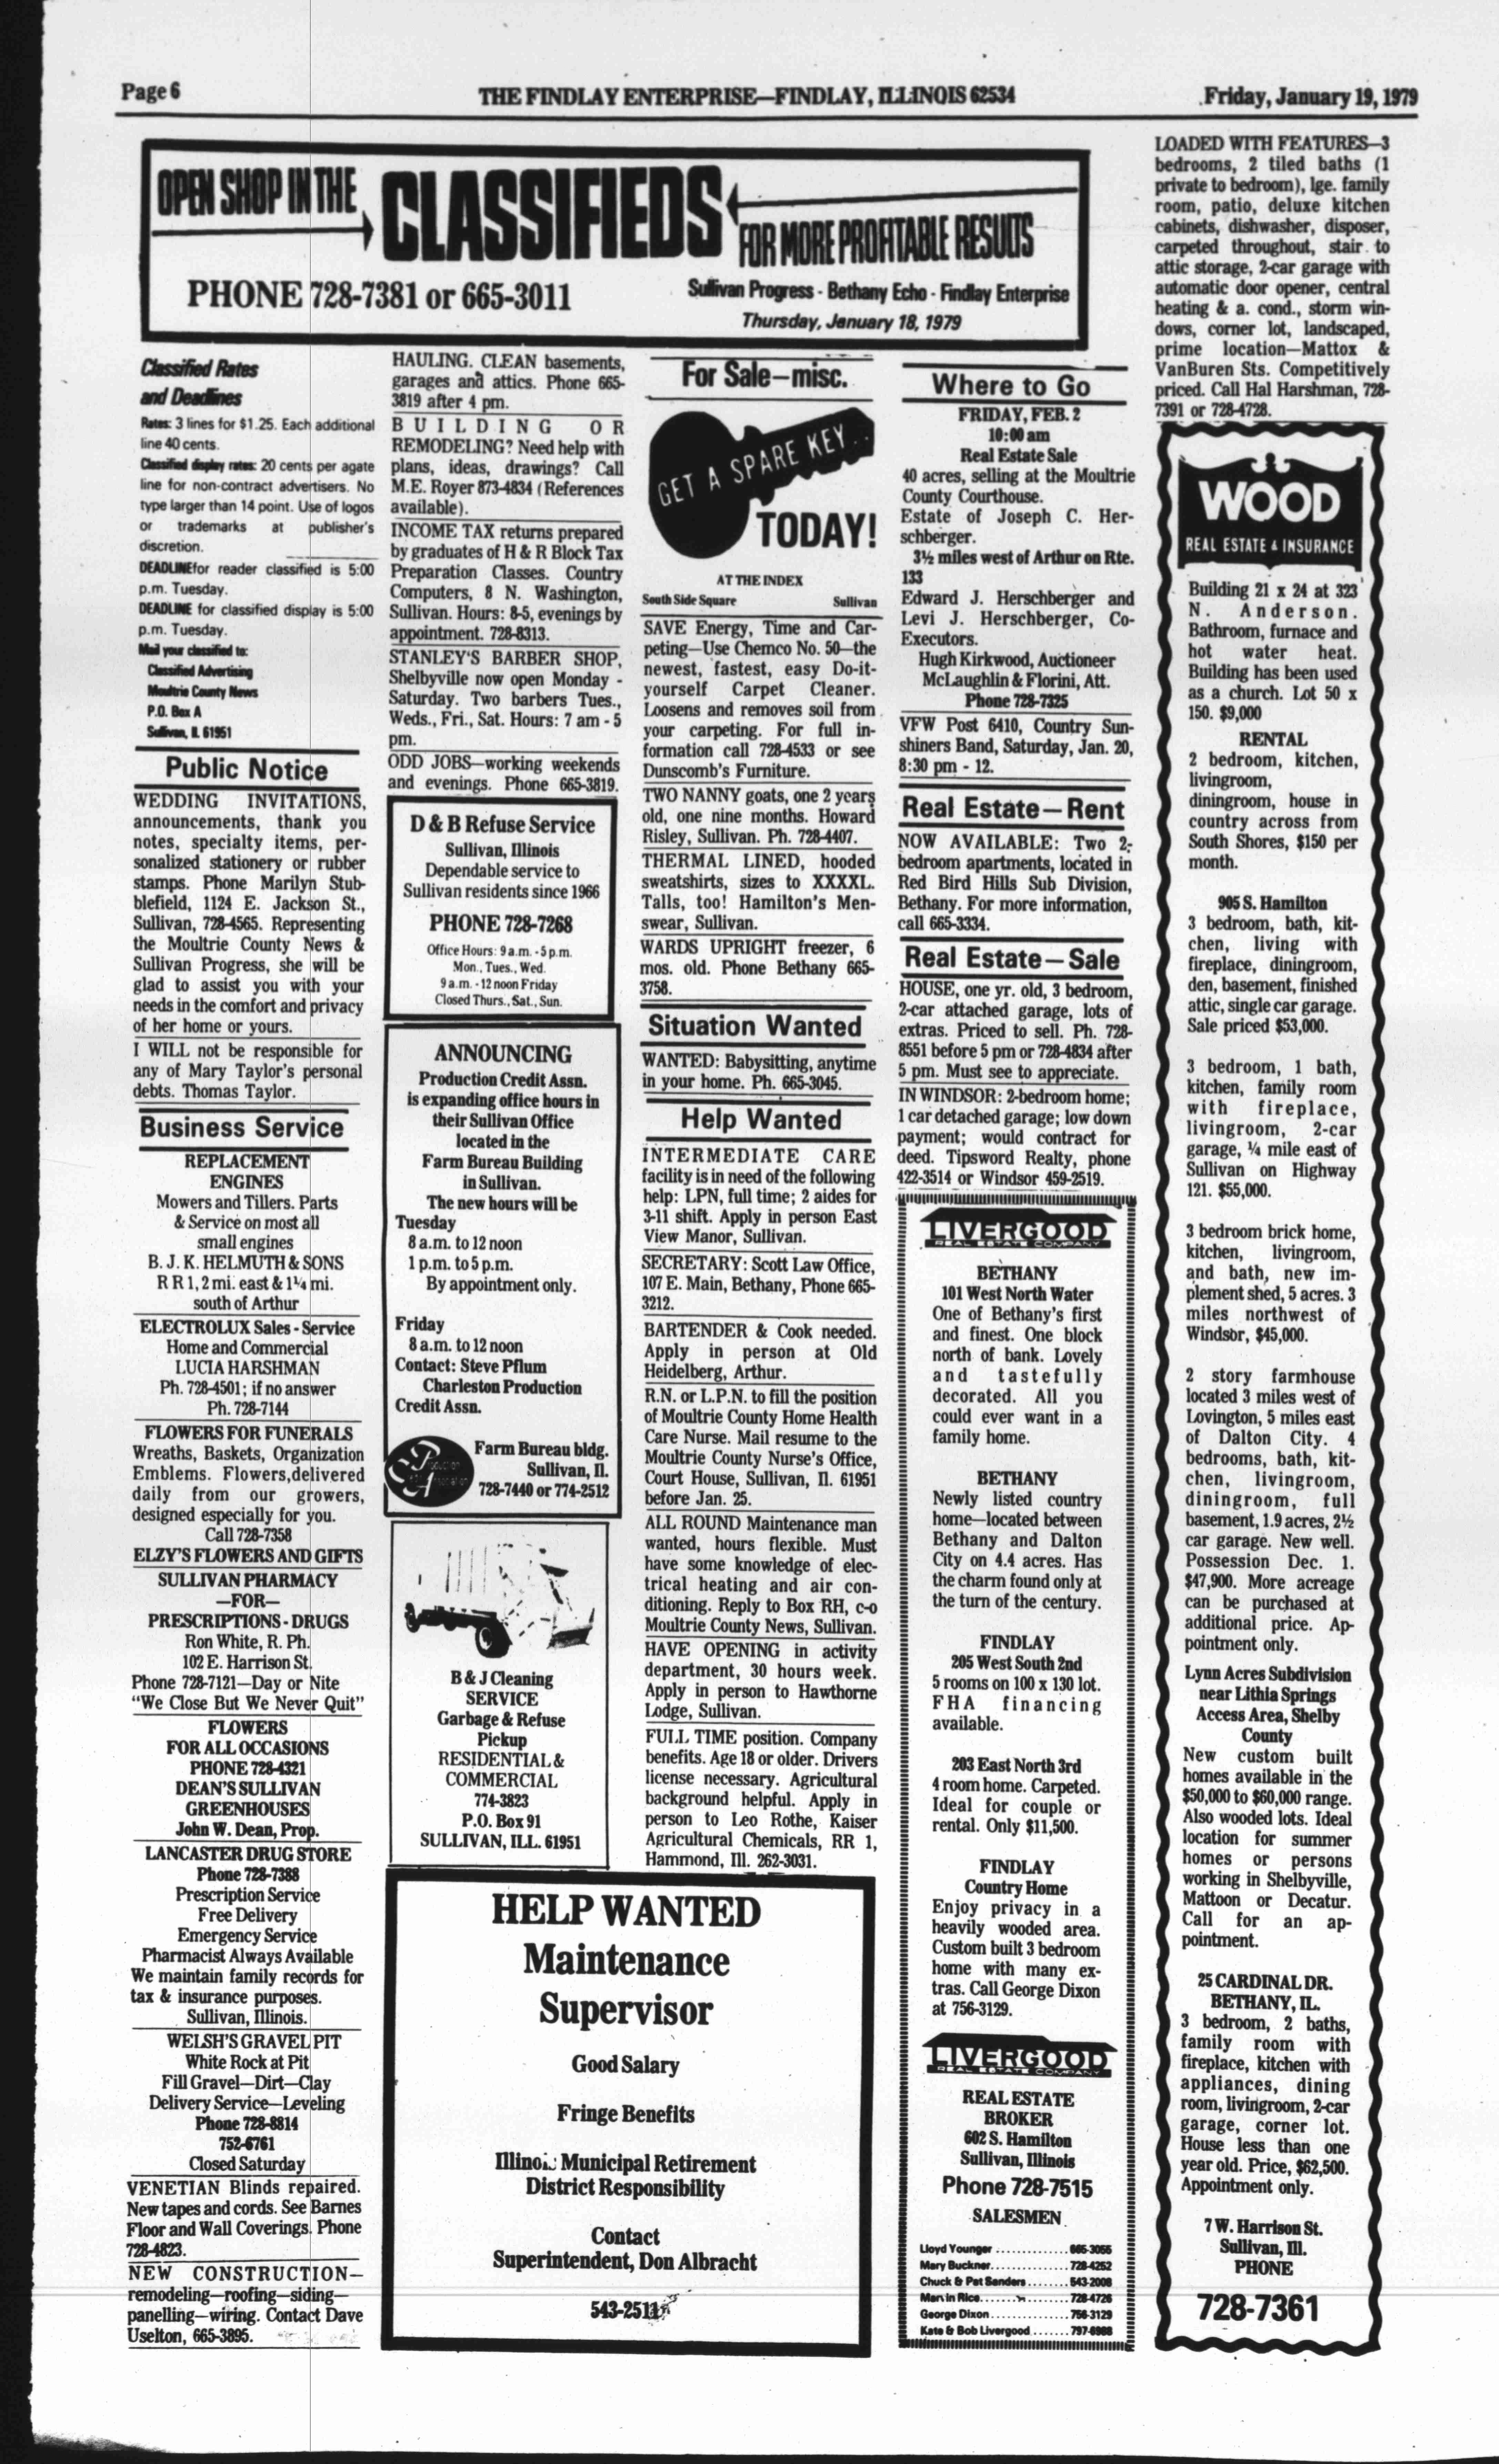 Page 6
THE FINDLAY ENTERPRISE—FINDLAY, ILLINOIS 62534
Friday, January 19, 1979
OPEN SHOP IN THE
CLASSIFIEDS
FOR MORE PROFITABLE RESULTS
PHONE 728-7381 or 665-3011
Sullivan Progress - Bethany Echo - Findlay Enterprise
Thursday, January 18, 1979
Classified Rates
and Deadlines
Rates: 3 lines for $1.25. Each additional
line 40 cents.
Classified display rates: 20 cents per agate
line for non-contract advertisers. No
type larger than 14 point. Use of logos
or trademarks at publisher's
discretion.
DEADLINE for reader classified is 5:00
p.m. Tuesday.
DEADLINE for classified display is 5:00
p.m. Tuesday.
Mail your classified to:
Classified Advertising
Moultrie County News
P.O. Box A
Sullivan, IL 61951
Public Notice
WEDDING INVITATIONS,
announcements, thank you
notes, specialty items, per-
sonalized stationery or rubber
stamps. Phone Marilyn Stub-
blefield, 1124 E. Jackson St.,
Sullivan, 728-4565. Representing
the Moultrie County News &
Sullivan Progress, she will be
glad to assist you with your
needs in the comfort and privacy
of her home or yours.
I WILL not be responsible for
any of Mary Taylor's personal
debts. Thomas Taylor.
Business Service
REPLACEMENT
ENGINES
Mowers and Tillers. Parts
& Service on most all
small engines
B. J. K. HELMUTH & SONS
R R 1, 2 mi. east & 1¼ mi.
south of Arthur
ELECTROLUX Sales - Service
Home and Commercial
LUCIA HARSHMAN
Ph. 728-4501; if no answer
Ph. 728-7144
FLOWERS FOR FUNERALS
Wreaths, Baskets, Organization
Emblems. Flowers,delivered
daily from our growers,
designed especially for you.
Call 728-7358
ELZY'S FLOWERS AND GIFTS
SULLIVAN PHARMACY
—FOR—
PRESCRIPTIONS - DRUGS
Ron White, R. Ph.
102 E. Harrison St.
Phone 728-7121—Day or Nite
"We Close But We Never Quit"
FLOWERS
FOR ALL OCCASIONS
PHONE 728-4321
DEAN'S SULLIVAN
GREENHOUSES
John W. Dean, Prop.
LANCASTER DRUG STORE
Phone 728-7388
Prescription Service
Free Delivery
Emergency Service
Pharmacist Always Available
We maintain family records for
tax & insurance purposes.
Sullivan, Illinois.
WELSH'S GRAVEL PIT
White Rock at Pit
Fill Gravel—Dirt—Clay
Delivery Service—Leveling
Phone 728-8814
752-6761
Closed Saturday
VENETIAN Blinds repaired.
New tapes and cords. See Barnes
Floor and Wall Coverings. Phone
728-4823.
NEW CONSTRUCTION—
remodeling—roofing—siding—
panelling—wiring. Contact Dave
Uselton, 665-3895.
HAULING. CLEAN basements,
garages and attics. Phone 665-
3819 after 4 pm.
BUILDING OR
REMODELING? Need help with
plans, ideas, drawings? Call
M.E. Royer 873-4834 (References
available).
INCOME TAX returns prepared
by graduates of H & R Block Tax
Preparation Classes. Country
Computers, 8 N. Washington,
Sullivan. Hours: 8-5, evenings by
appointment. 728-8313.
STANLEY'S BARBER SHOP,
Shelbyville now open Monday -
Saturday. Two barbers Tues.,
Weds., Fri., Sat. Hours: 7 am - 5
pm.
ODD JOBS—working weekends
and evenings. Phone 665-3819.
D & B Refuse Service
Sullivan, Illinois
Dependable service to
Sullivan residents since 1966
PHONE 728-7268
Office Hours: 9 a.m. - 5 p.m.
Mon., Tues., Wed.
9 a.m. - 12 noon Friday
Closed Thurs., Sat., Sun.
ANNOUNCING
Production Credit Assn.
is expanding office hours in
their Sullivan Office
located in the
Farm Bureau Building
in Sullivan.
The new hours will be
Tuesday
8 a.m. to 12 noon
1 p.m. to 5 p.m.
By appointment only.
Friday
8 a.m. to 12 noon
Contact: Steve Pflum
Charleston Production
Credit Assn.
Farm Bureau bldg.
Sullivan, Il.
728-7440 or 774-2512
B & J Cleaning
SERVICE
Garbage & Refuse
Pickup
RESIDENTIAL &
COMMERCIAL
774-3823
P.O. Box 91
SULLIVAN, ILL. 61951
HELP WANTED
Maintenance
Supervisor
Good Salary
Fringe Benefits
Illinois Municipal Retirement
District Responsibility
Contact
Superintendent, Don Albracht
543-2511
For Sale—misc.
GET A SPARE KEY..
TODAY!
AT THE INDEX
South Side Square Sullivan
SAVE Energy, Time and Car-
peting—Use Chemco No. 50—the
newest, fastest, easy Do-it-
yourself Carpet Cleaner.
Loosens and removes soil from
your carpeting. For full in-
formation call 728-4533 or see
Dunscomb's Furniture.
TWO NANNY goats, one 2 years
old, one nine months. Howard
Risley, Sullivan. Ph. 728-4407.
THERMAL LINED, hooded
sweatshirts, sizes to XXXXL.
Talls, too! Hamilton's Men-
swear, Sullivan.
WARDS UPRIGHT freezer, 6
mos. old. Phone Bethany 665-
3758.
Situation Wanted
WANTED: Babysitting, anytime
in your home. Ph. 665-3045.
Help Wanted
INTERMEDIATE CARE
facility is in need of the following
help: LPN, full time; 2 aides for
3-11 shift. Apply in person East
View Manor, Sullivan.
SECRETARY: Scott Law Office,
107 E. Main, Bethany, Phone 665-
3212.
BARTENDER & Cook needed.
Apply in person at Old
Heidelberg, Arthur.
R.N. or L.P.N. to fill the position
of Moultrie County Home Health
Care Nurse. Mail resume to the
Moultrie County Nurse's Office,
Court House, Sullivan, Il. 61951
before Jan. 25.
ALL ROUND Maintenance man
wanted, hours flexible. Must
have some knowledge of elec-
trical heating and air con-
ditioning. Reply to Box RH, c-o
Moultrie County News, Sullivan.
HAVE OPENING in activity
department, 30 hours week.
Apply in person to Hawthorne
Lodge, Sullivan.
FULL TIME position. Company
benefits. Age 18 or older. Drivers
license necessary. Agricultural
background helpful. Apply in
person to Leo Rothe, Kaiser
Agricultural Chemicals, RR 1,
Hammond, Ill. 262-3031.
Where to Go
FRIDAY, FEB. 2
10:00 am
Real Estate Sale
40 acres, selling at the Moultrie
County Courthouse.
Estate of Joseph C. Her-
schberger.
3½ miles west of Arthur on Rte.
133
Edward J. Herschberger and
Levi J. Herschberger, Co-
Executors.
Hugh Kirkwood, Auctioneer
McLaughlin & Florini, Att.
Phone 728-7325
VFW Post 6410, Country Sun-
shiners Band, Saturday, Jan. 20,
8:30 pm - 12.
Real Estate—Rent
NOW AVAILABLE: Two 2-
bedroom apartments, located in
Red Bird Hills Sub Division,
Bethany. For more information,
call 665-3334.
Real Estate—Sale
HOUSE, one yr. old, 3 bedroom,
2-car attached garage, lots of
extras. Priced to sell. Ph. 728-
8551 before 5 pm or 728-4834 after
5 pm. Must see to appreciate.
IN WINDSOR: 2-bedroom home;
1 car detached garage; low down
payment; would contract for
deed. Tipsword Realty, phone
422-3514 or Windsor 459-2519.
LIVERGOOD
REAL ESTATE COMPANY
BETHANY
101 West North Water
One of Bethany's first
and finest. One block
north of bank. Lovely
and tastefully
decorated. All you
could ever want in a
family home.
BETHANY
Newly listed country
home—located between
Bethany and Dalton
City on 4.4 acres. Has
the charm found only at
the turn of the century.
FINDLAY
205 West South 2nd
5 rooms on 100 x 130 lot.
FHA financing
available.
203 East North 3rd
4 room home. Carpeted.
Ideal for couple or
rental. Only $11,500.
FINDLAY
Country Home
Enjoy privacy in a
heavily wooded area.
Custom built 3 bedroom
home with many ex-
tras. Call George Dixon
at 756-3129.
LIVERGOOD
REAL ESTATE COMPANY
REAL ESTATE
BROKER
602 S. Hamilton
Sullivan, Illinois
Phone 728-7515
SALESMEN
Lloyd Younger 665-3055
Mary Buckner 728-4252
Chuck & Pat Sanders 543-2008
Marvin Rice 728-4726
George Dixon 756-3129
Kate & Bob Livergood 797-6988
LOADED WITH FEATURES—3
bedrooms, 2 tiled baths (1
private to bedroom), lge. family
room, patio, deluxe kitchen
cabinets, dishwasher, disposer,
carpeted throughout, stair to
attic storage, 2-car garage with
automatic door opener, central
heating & a. cond., storm win-
dows, corner lot, landscaped,
prime location—Mattox &
VanBuren Sts. Competitively
priced. Call Hal Harshman, 728-
7391 or 728-4728.
WOOD
REAL ESTATE & INSURANCE
Building 21 x 24 at 323
N. Anderson.
Bathroom, furnace and
hot water heat.
Building has been used
as a church. Lot 50 x
150. $9,000
RENTAL
2 bedroom, kitchen,
livingroom,
diningroom, house in
country across from
South Shores, $150 per
month.
905 S. Hamilton
3 bedroom, bath, kit-
chen, living with
fireplace, diningroom,
den, basement, finished
attic, single car garage.
Sale priced $53,000.
3 bedroom, 1 bath,
kitchen, family room
with fireplace,
livingroom, 2-car
garage, ¼ mile east of
Sullivan on Highway
121. $55,000.
3 bedroom brick home,
kitchen, livingroom,
and bath, new im-
plement shed, 5 acres. 3
miles northwest of
Windsor, $45,000.
2 story farmhouse
located 3 miles west of
Lovington, 5 miles east
of Dalton City. 4
bedrooms, bath, kit-
chen, livingroom,
diningroom, full
basement, 1.9 acres, 2½
car garage. New well.
Possession Dec. 1.
$47,900. More acreage
can be purchased at
additional price. Ap-
pointment only.
Lynn Acres Subdivision
near Lithia Springs
Access Area, Shelby
County
New custom built
homes available in the
$50,000 to $60,000 range.
Also wooded lots. Ideal
location for summer
homes or persons
working in Shelbyville,
Mattoon or Decatur.
Call for an ap-
pointment.
25 CARDINAL DR.
BETHANY, IL.
3 bedroom, 2 baths,
family room with
fireplace, kitchen with
appliances, dining
room, livingroom, 2-car
garage, corner lot.
House less than one
year old. Price, $62,500.
Appointment only.
7 W. Harrison St.
Sullivan, Ill.
PHONE
728-7361